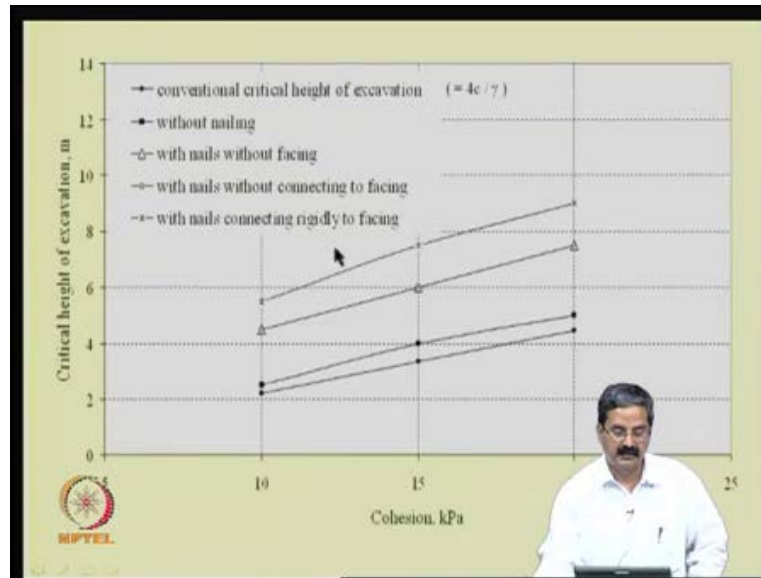 14
12
10
8
6
4
2
0
Critical height of excavation, m
conventional critical height of excavation ( = 4c / γ )
without nailing
with nails without facing
with nails without connecting to facing
with nails connecting rigidly to facing
5
10
15
25
Cohesion, kPa
NPTEL